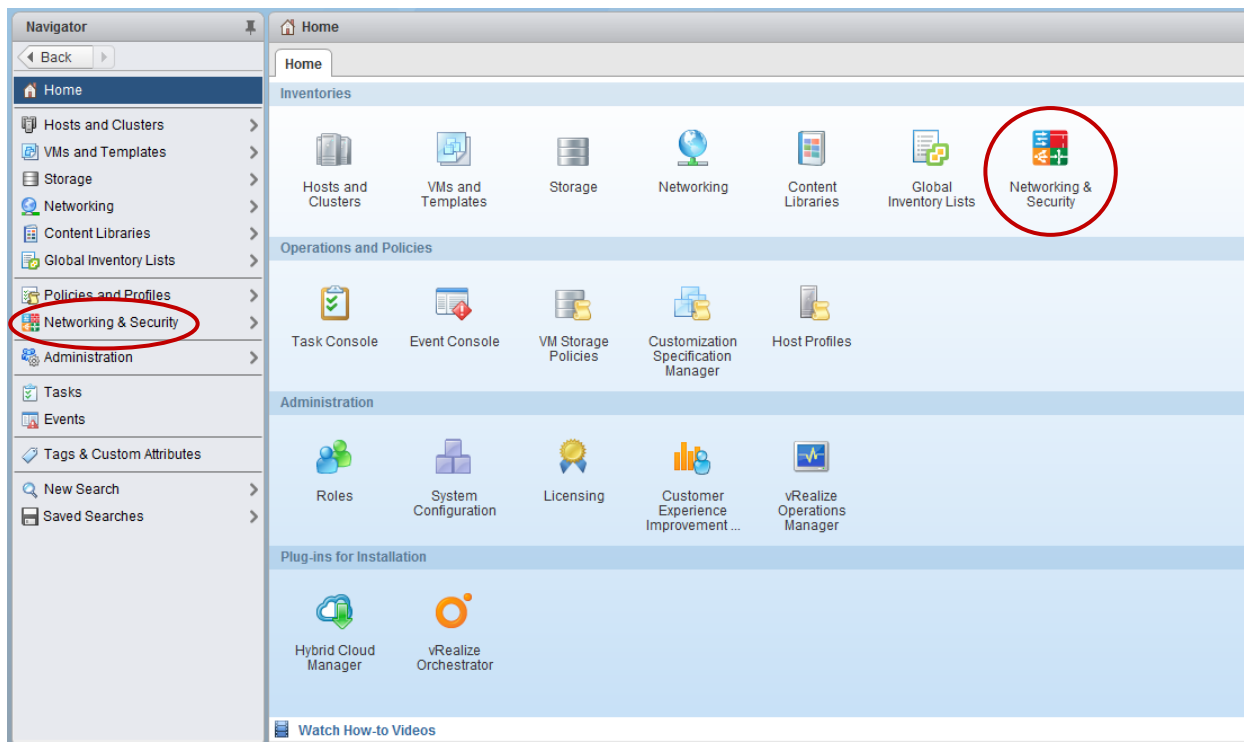 Navigator
Back
Home
Hosts and Clusters
VMs and Templates
Storage
Networking
Content Libraries
Global Inventory Lists
Policies and Profiles
Networking & Security
Administration
Tasks
Events
Tags & Custom Attributes
New Search
Saved Searches
Home
Home
Inventories
Hosts and
Clusters
VMs and
Templates
Storage
Networking
Content
Libraries
Global
Inventory Lists
Networking &
Security
Operations and Policies
Task Console
Event Console
VM Storage
Policies
Customization
Specification
Manager
Host Profiles
Administration
Roles
System
Configuration
Licensing
Customer
Experience
Improvement ...
vRealize
Operations
Manager
Plug-ins for Installation
Hybrid Cloud
Manager
vRealize
Orchestrator
Watch How-to Videos